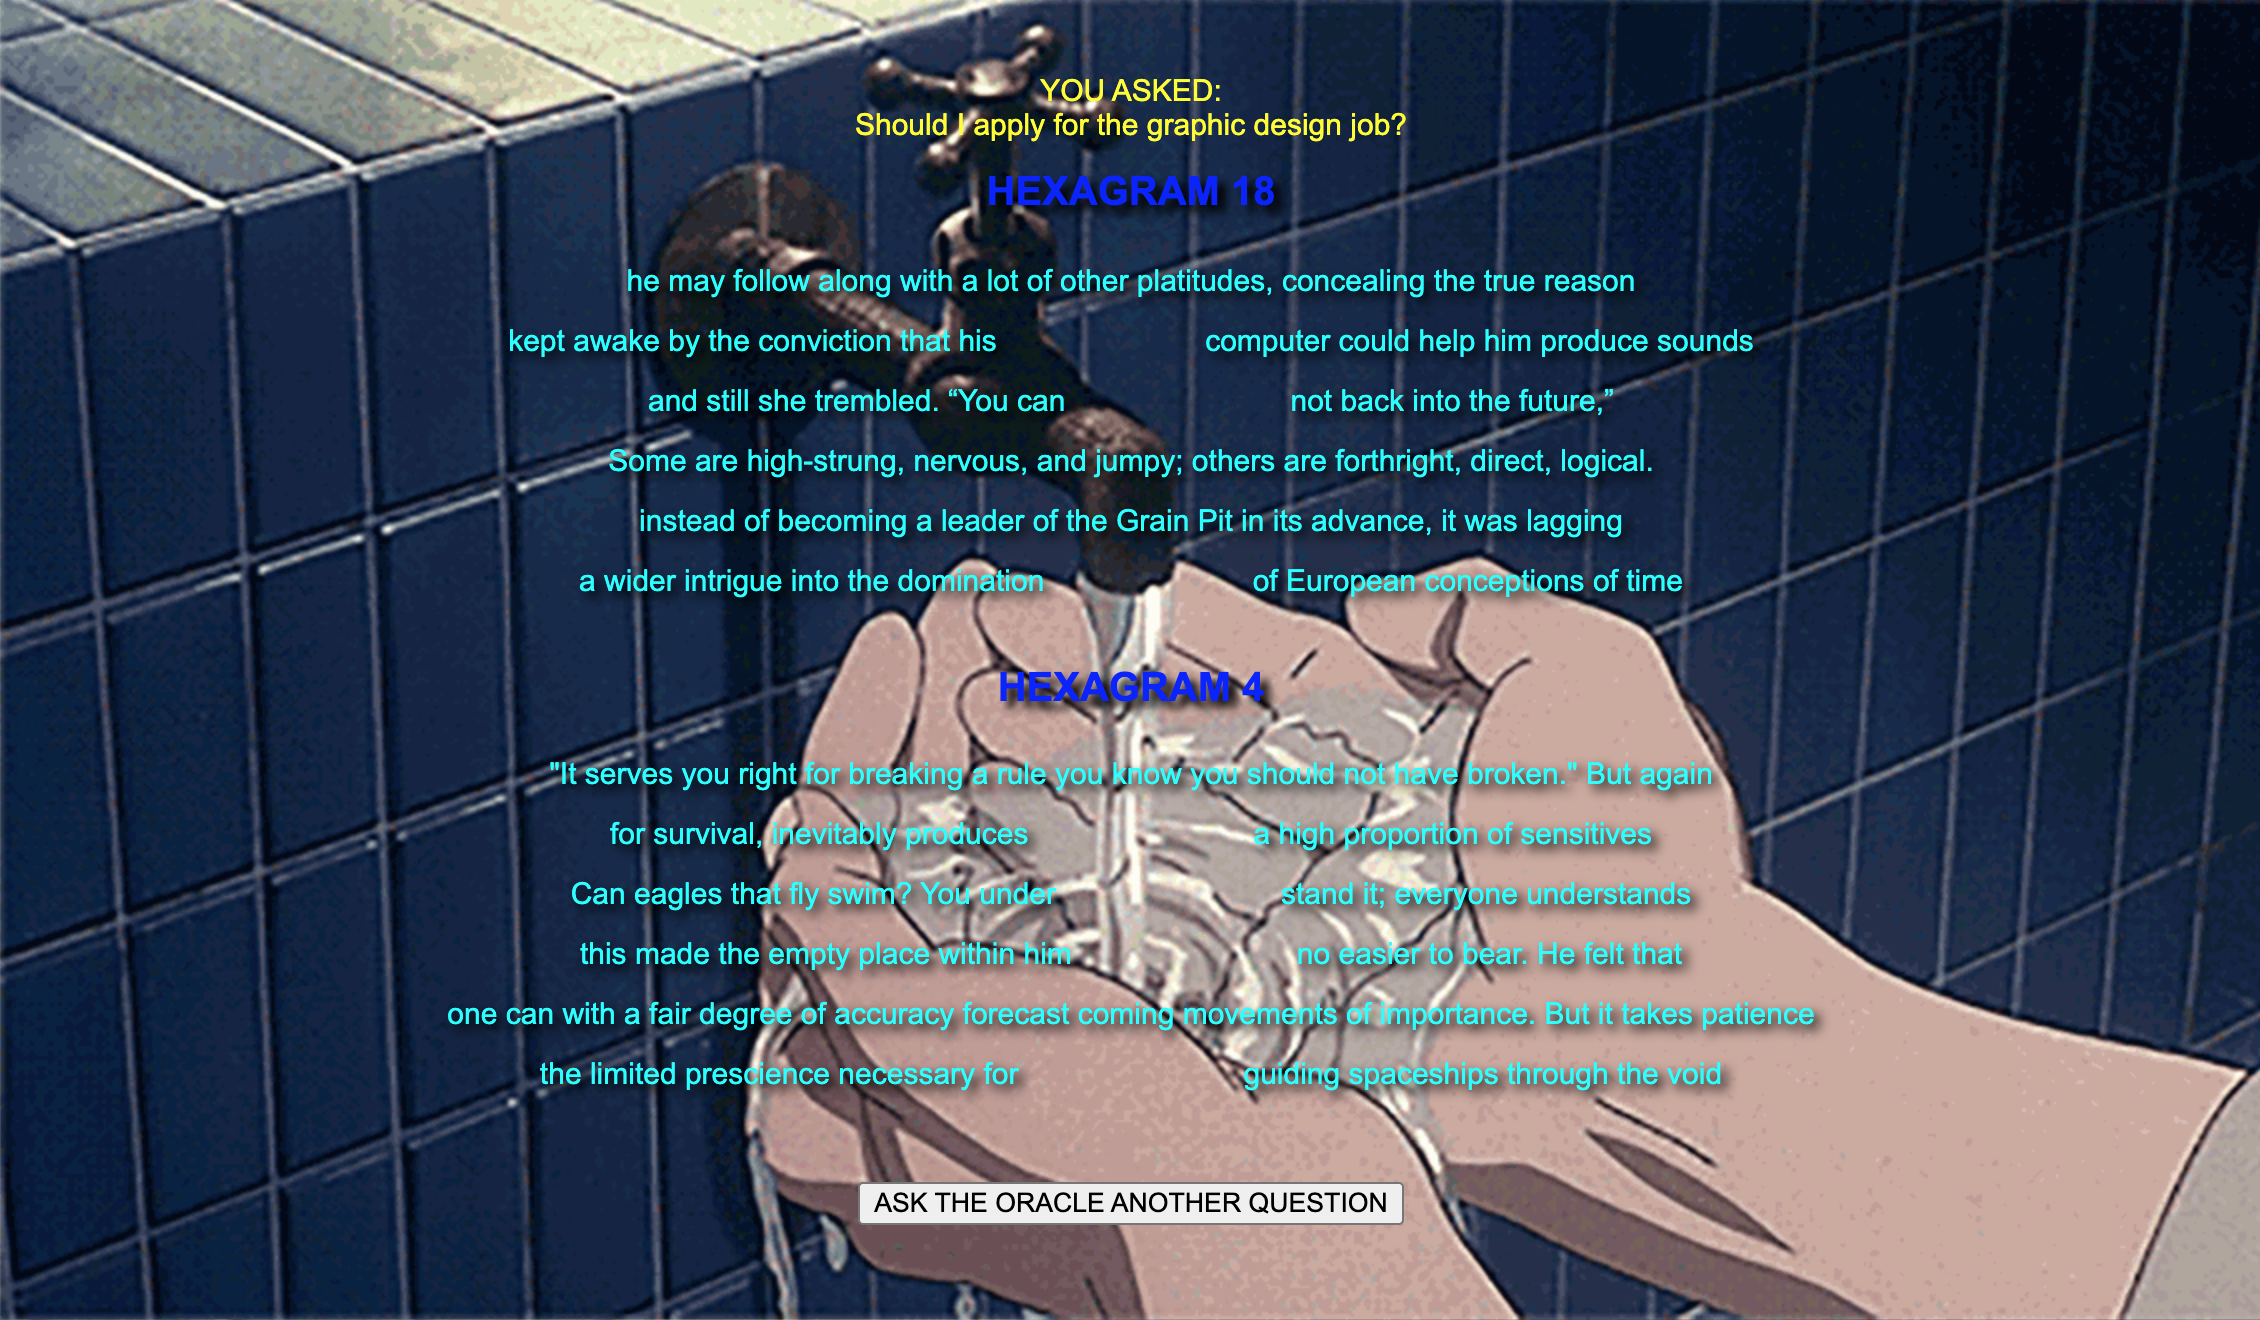 YOU ASKED:
Should I apply for the graphic design job?
HEXAGRAM 18
he may follow along with a lot of other platitudes, concealing the true reason
kept awake by the conviction that his computer could help him produce sounds
and still she trembled. “You can not back into the future,”
Some are high-strung, nervous, and jumpy; others are forthright, direct, logical.
instead of becoming a leader of the Grain Pit in its advance, it was lagging
a wider intrigue into the domination of European conceptions of time
HEXAGRAM 4
"It serves you right for breaking a rule you know you should not have broken." But again
for survival, inevitably produces a high proportion of sensitives
Can eagles that fly swim? You under stand it; everyone understands
this made the empty place within him no easier to bear. He felt that
one can with a fair degree of accuracy forecast coming movements of importance. But it takes patience
the limited prescience necessary for guiding spaceships through the void
ASK THE ORACLE ANOTHER QUESTION